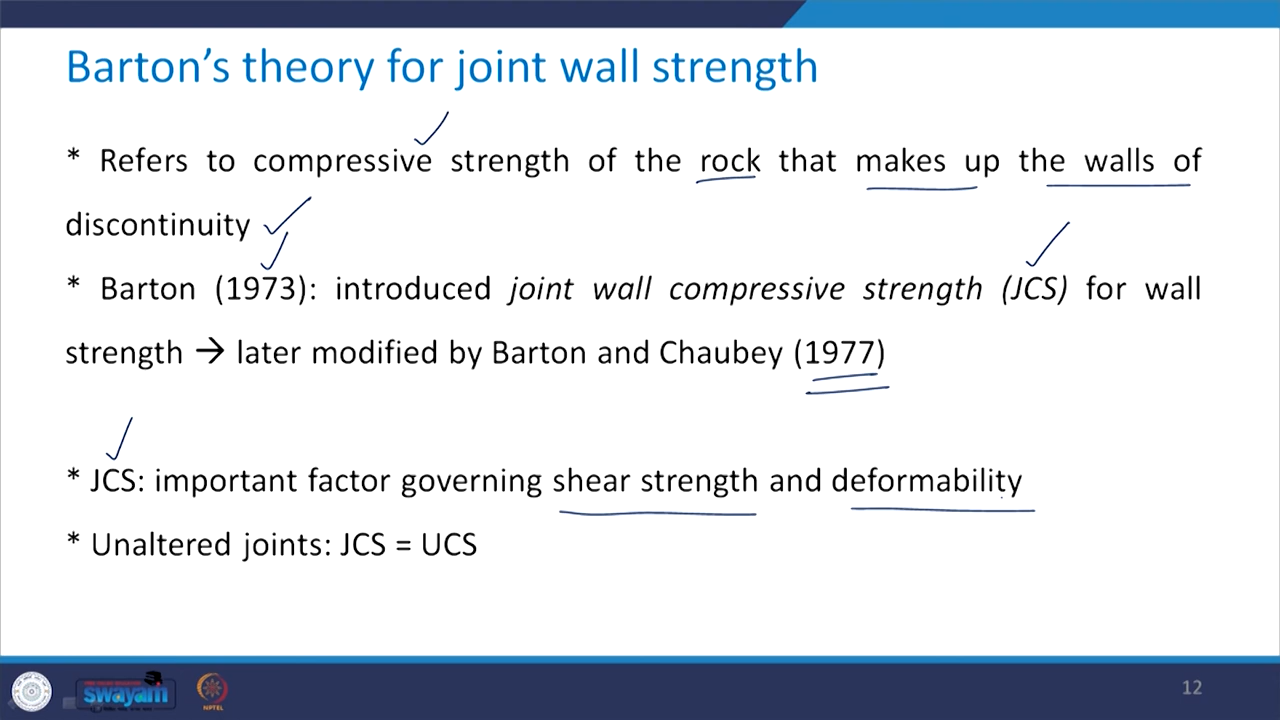 Barton's theory for joint wall strength
* Refers to compressive strength of the rock that makes up the walls of
discontinuity
* Barton (1973): introduced joint wall compressive strength (JCS) for wall
strength → later modified by Barton and Chaubey (1977)
* JCS: important factor governing shear strength and deformability
* Unaltered joints: JCS = UCS
swayam
NPTEL
12